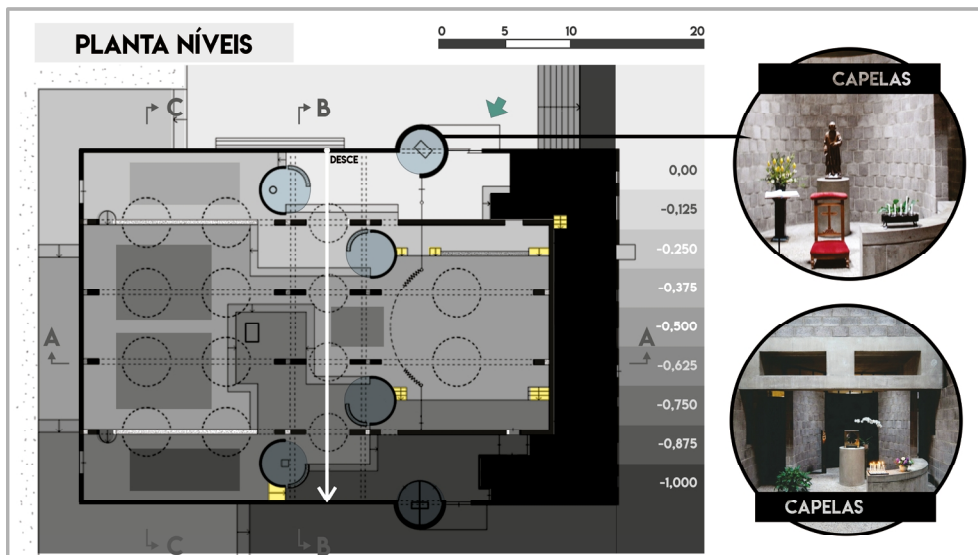 PLANTA NÍVEIS
0 5 10 20
C B
DESCE
0,00
-0,125
-0,250
-0,375
-0,500
A A
-0,625
-0,750
-0,875
-1,000
C B
CAPELAS
CAPELAS